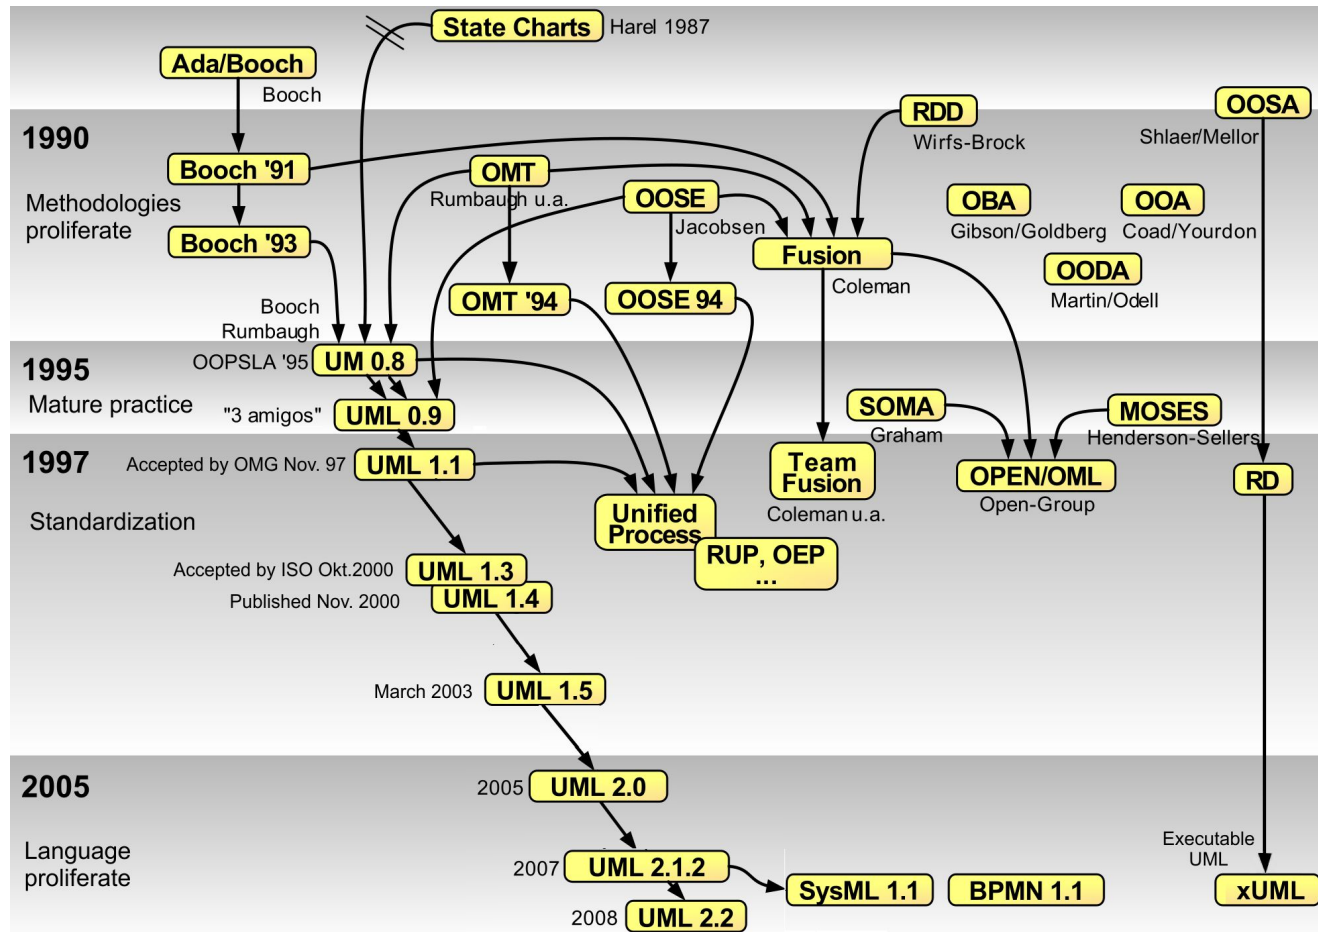 State Charts
Harel 1987
Ada/Booch
Booch
RDD
Wirfs-Brock
OOSA
Shlaer/Mellor
1990
Methodologies
proliferate
Booch '91
OMT
Rumbaugh u.a.
OOSE
Jacobsen
OBA
Gibson/Goldberg
OOA
Coad/Yourdon
Booch '93
Fusion
Coleman
OODA
Martin/Odell
OMT '94
OOSE 94
Booch
Rumbaugh
OOPSLA '95
UM 0.8
1995
Mature practice
"3 amigos"
UML 0.9
SOMA
Graham
MOSES
Henderson-Sellers
1997
Standardization
Accepted by OMG Nov. 97
UML 1.1
Team
Fusion
Coleman u.a.
OPEN/OML
Open-Group
RD
Unified
Process
RUP, OEP
...
Accepted by ISO Okt.2000
UML 1.3
Published Nov. 2000
UML 1.4
March 2003
UML 1.5
2005
Language
proliferate
2005
UML 2.0
2007
UML 2.1.2
2008
UML 2.2
SysML 1.1
BPMN 1.1
Executable
UML
xUML